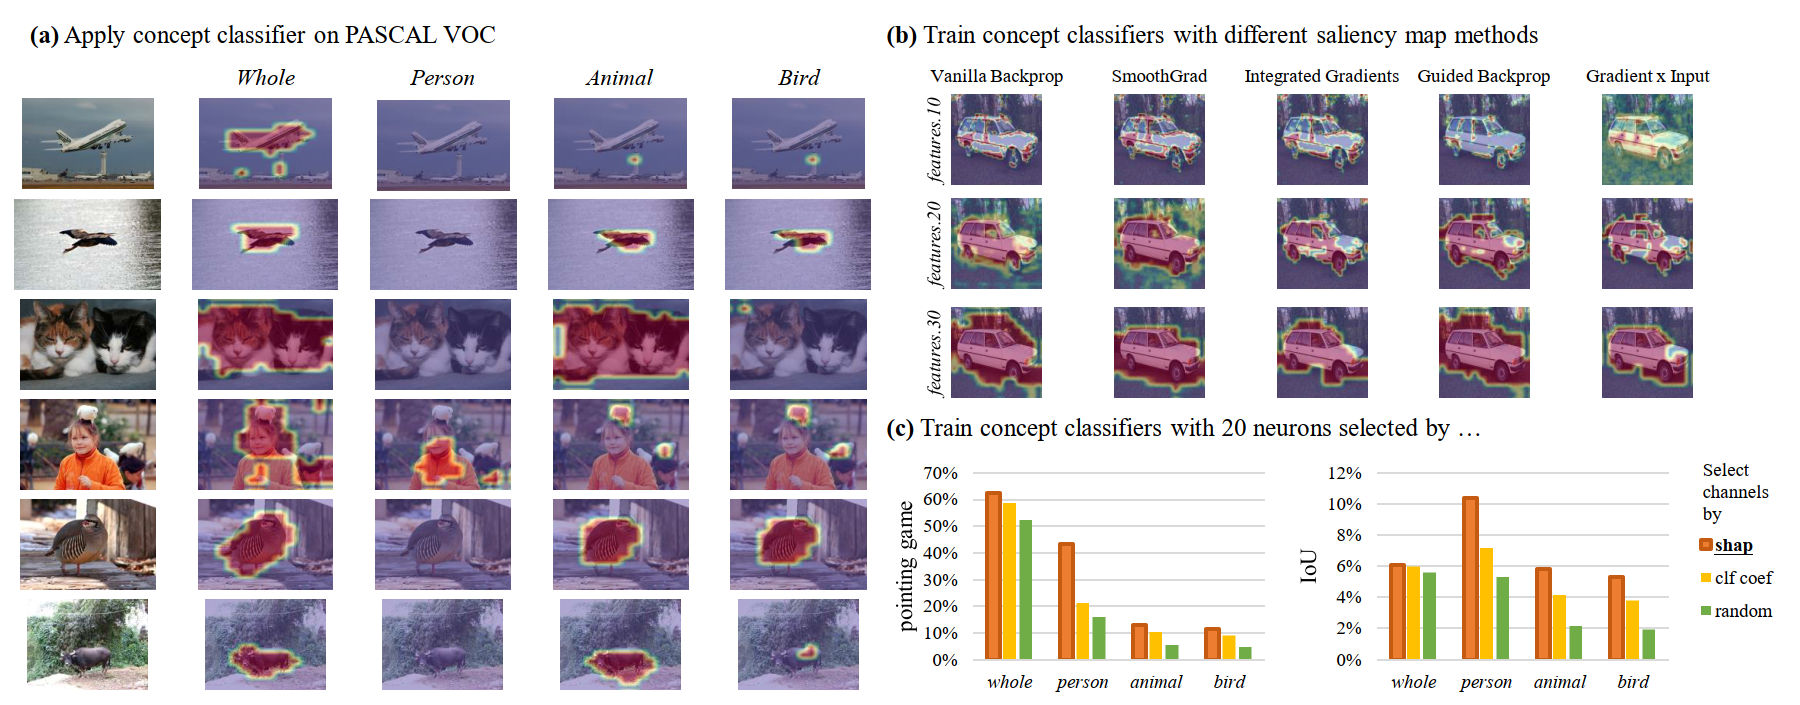 (a) Apply concept classifier on PASCAL VOC
Whole Person Animal Bird
(b) Train concept classifiers with different saliency map methods
Vanilla Backprop SmoothGrad Integrated Gradients Guided Backprop Gradient x Input
features.10
features.20
features.30
(c) Train concept classifiers with 20 neurons selected by …
pointing game
70%
60%
50%
40%
30%
20%
10%
0%
whole person animal bird
IoU
12%
10%
8%
6%
4%
2%
0%
whole person animal bird
Select
channels
by
shap
clf coef
random